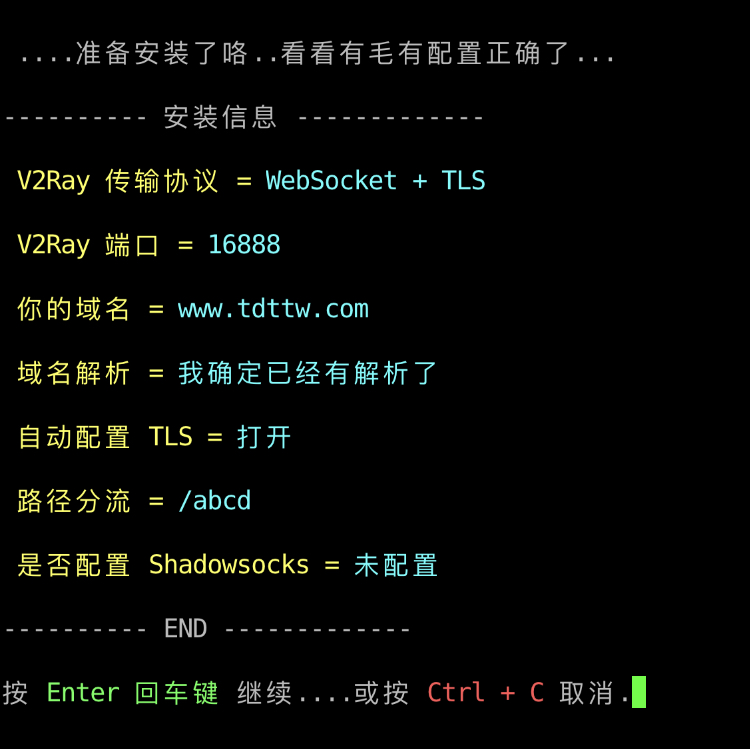 ....准备安装了咯..看看有毛有配置正确了...
---------- 安装信息 -------------
V2Ray 传输协议 = WebSocket + TLS
V2Ray 端口 = 16888
你的域名 = www.tdttw.com
域名解析 = 我确定已经有解析了
自动配置 TLS = 打开
路径分流 = /abcd
是否配置 Shadowsocks = 未配置
---------- END -------------
按 Enter 回车键 继续....或按 Ctrl + C 取消.